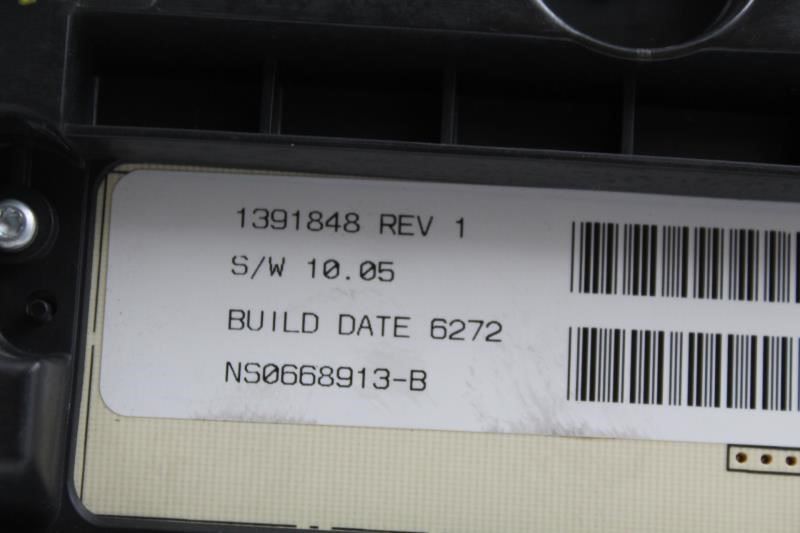 1391848 REV 1
S/W 10.05
BUILD DATE 6272
NS0668913-B